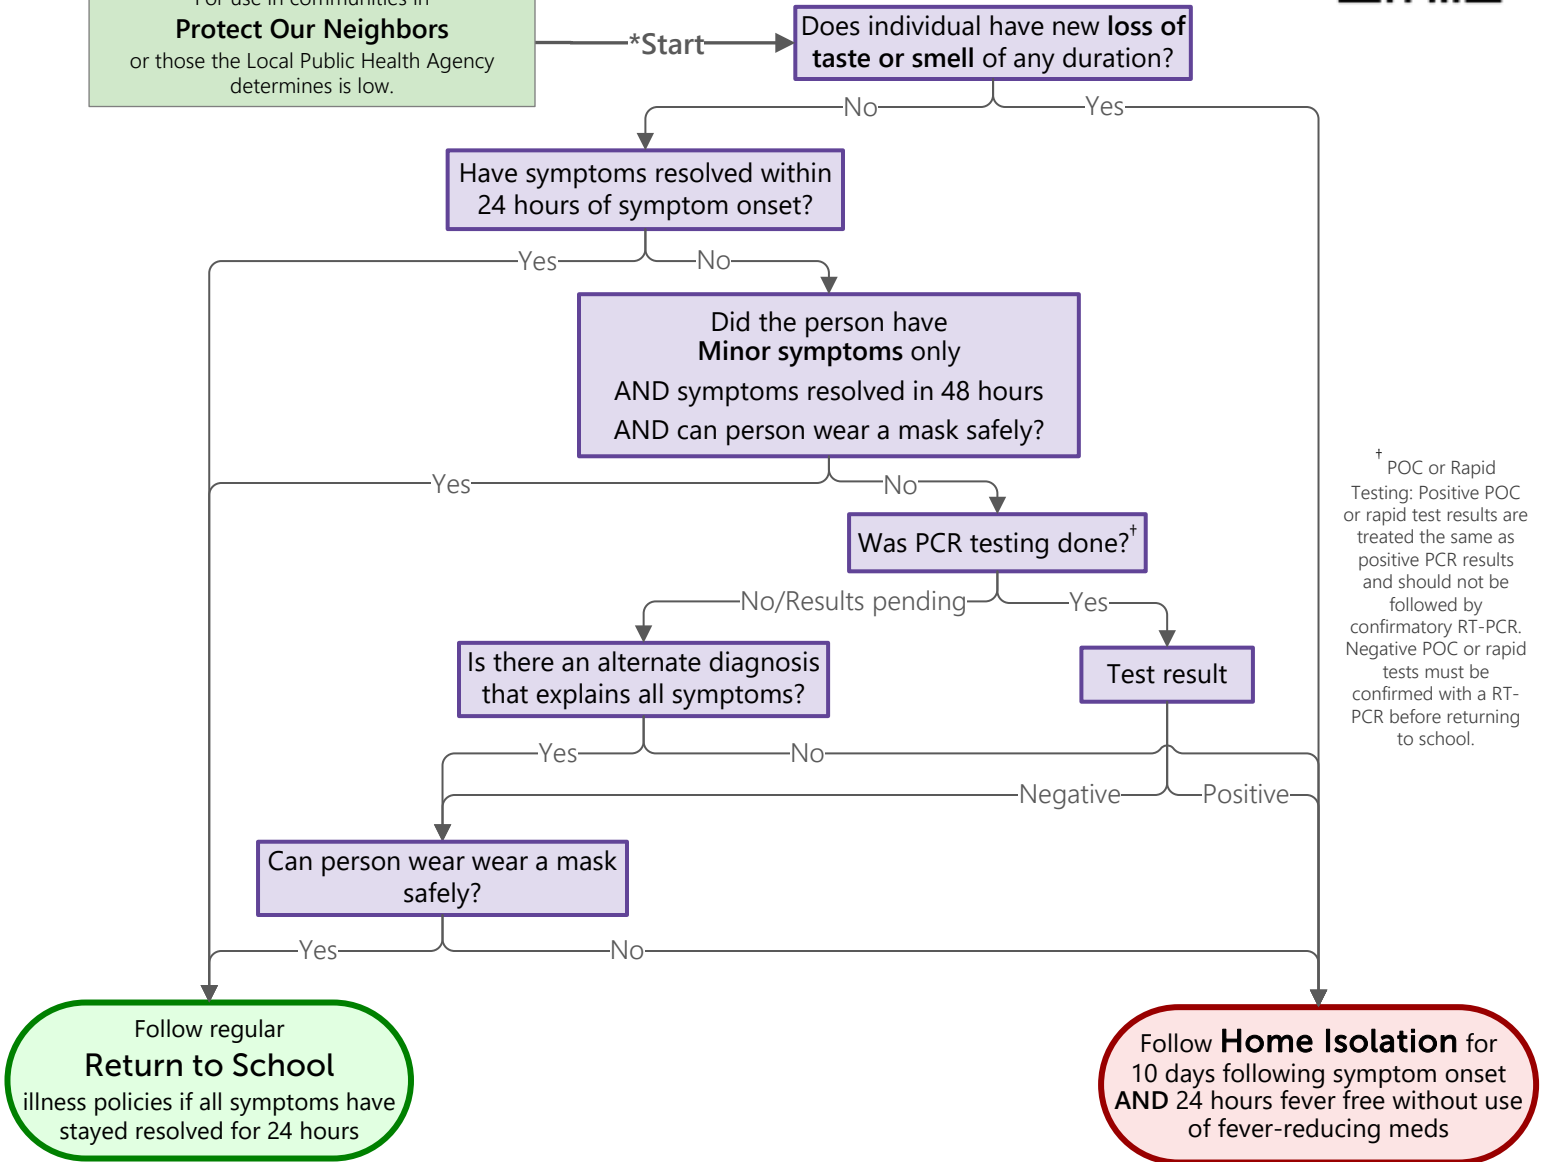 For use in communities in
Protect Our Neighbors
or those the Local Public Health Agency
determines is low.
*Start
Does individual have new loss of
taste or smell of any duration?
No
Yes
Have symptoms resolved within
24 hours of symptom onset?
Yes
No
Did the person have
Minor symptoms only
AND symptoms resolved in 48 hours
AND can person wear a mask safely?
Yes
No
† POC or Rapid
Testing: Positive POC
or rapid test results are
treated the same as
positive PCR results
and should not be
followed by
confirmatory RT-PCR.
Negative POC or rapid
tests must be
confirmed with a RT-
PCR before returning
to school.
Was PCR testing done?†
No/Results pending
Yes
Is there an alternate diagnosis
that explains all symptoms?
Test result
Yes
No
Negative
Positive
Can person wear wear a mask
safely?
Yes
No
Follow regular
Return to School
illness policies if all symptoms have
stayed resolved for 24 hours
Follow Home Isolation for
10 days following symptom onset
AND 24 hours fever free without use
of fever-reducing meds